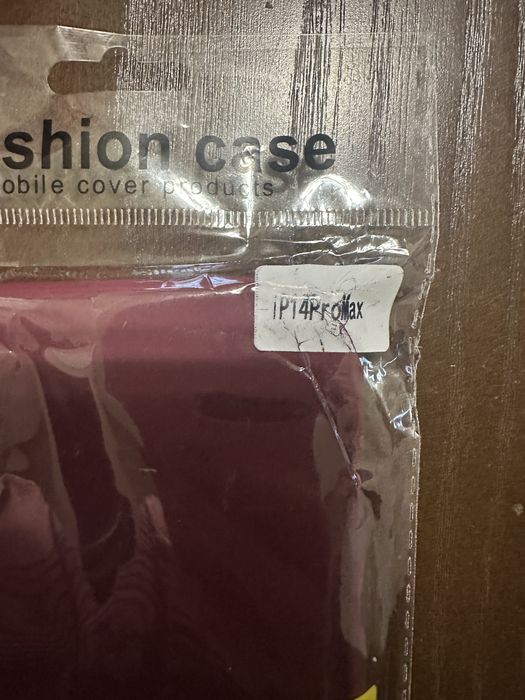 shion case
obile cover products
iP14ProMax